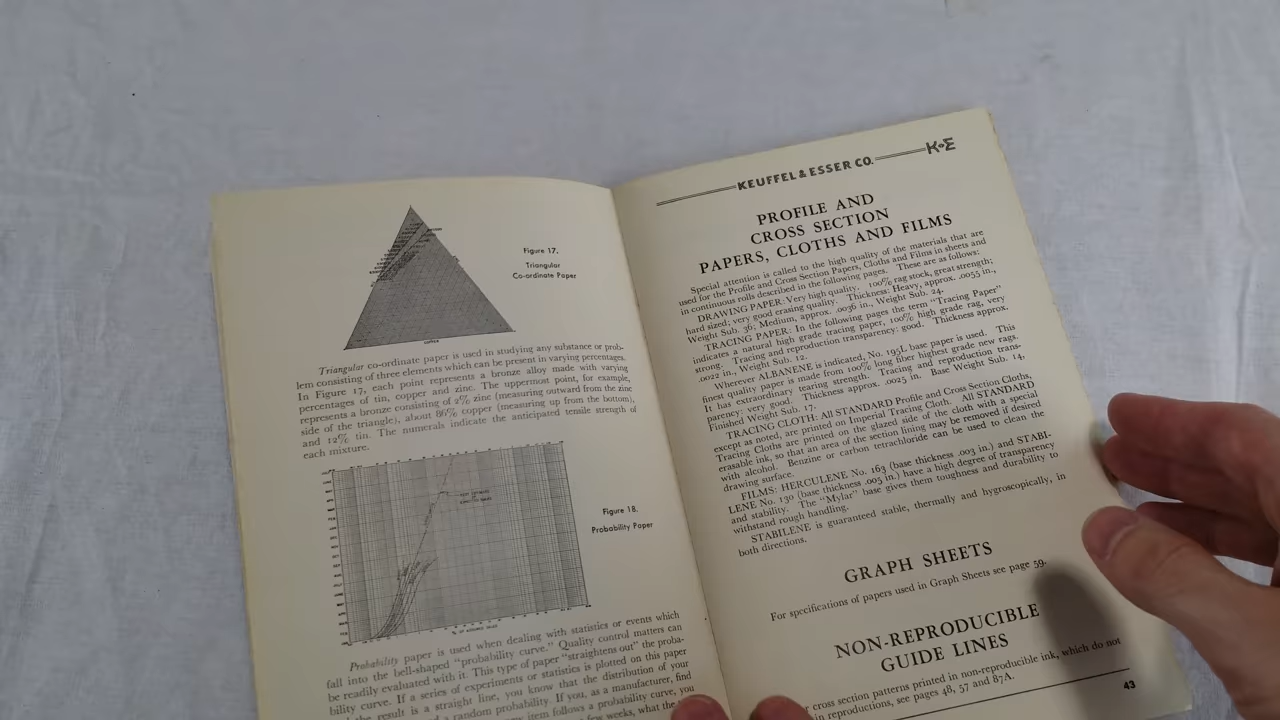 Figure 17.
Triangular
Co-ordinate Paper
Triangular co-ordinate paper is used in studying any substance or prob-
lem consisting of three elements which can be present in varying percentages.
In Figure 17, each point represents a bronze alloy made with varying
percentages of tin, copper and zinc. The uppermost point, for example,
represents a bronze consisting of 2% zinc (measuring outward from the zinc
side of the triangle), about 86% copper (measuring up from the bottom),
and 12% tin. The numerals indicate the anticipated tensile strength of
each mixture.
Figure 18.
Probability Paper
Probability paper is used when dealing with statistics or events which
fall into the bell-shaped "probability curve." Quality control matters can
be readily evaluated with it. This type of paper "straightens out" the proba-
bility curve. If a series of experiments or statistics is plotted on this paper
the result is a straight line, you know that the distribution of your
a random probability. If you, as a manufacturer, find
item follows a probability curve, you
few weeks, what the
KEUFFEL & ESSER CO. K+E
PROFILE AND
CROSS SECTION
PAPERS, CLOTHS AND FILMS
Special attention is called to the high quality of the materials that are
used for the Profile and Cross Section Papers, Cloths and Films in sheets and
in continuous rolls described in the following pages. These are as follows:
DRAWING PAPER: Very high quality. 100% rag stock, great strength;
hard sized; very good erasing quality. Thickness: Heavy, approx. .0055 in.,
Weight Sub. 36; Medium, approx. .0036 in., Weight Sub. 24.
TRACING PAPER: In the following pages the term "Tracing Paper"
indicates a natural high grade tracing paper, 100% high grade rag, very
strong. Tracing and reproduction transparency: good. Thickness approx.
.0022 in., Weight Sub. 12.
Wherever ALBANENE is indicated, No. 195L base paper is used. This
finest quality paper is made from 100% long fiber highest grade new rags.
It has extraordinary tearing strength. Tracing and reproduction trans-
parency: very good. Thickness approx. .0025 in. Base Weight Sub. 14,
Finished Weight Sub. 17.
TRACING CLOTH: All STANDARD Profile and Cross Section Cloths,
except as noted, are printed on Imperial Tracing Cloth. All STANDARD
Tracing Cloths are printed on the glazed side of the cloth with a special
erasable ink, so that an area of the section lining may be removed if desired
with alcohol. Benzine or carbon tetrachloride can be used to clean the
drawing surface.
FILMS: HERCULENE No. 163 (base thickness .003 in.) and STABI-
LENE No. 130 (base thickness .005 in.) have a high degree of transparency
and stability. The "Mylar" base gives them toughness and durability to
withstand rough handling.
STABILENE is guaranteed stable, thermally and hygroscopically, in
both directions.
GRAPH SHEETS
For specifications of papers used in Graph Sheets see page 59.
NON-REPRODUCIBLE
GUIDE LINES
cross section patterns printed in non-reproducible ink, which do not
in reproductions, see pages 48, 57 and 87A.
43